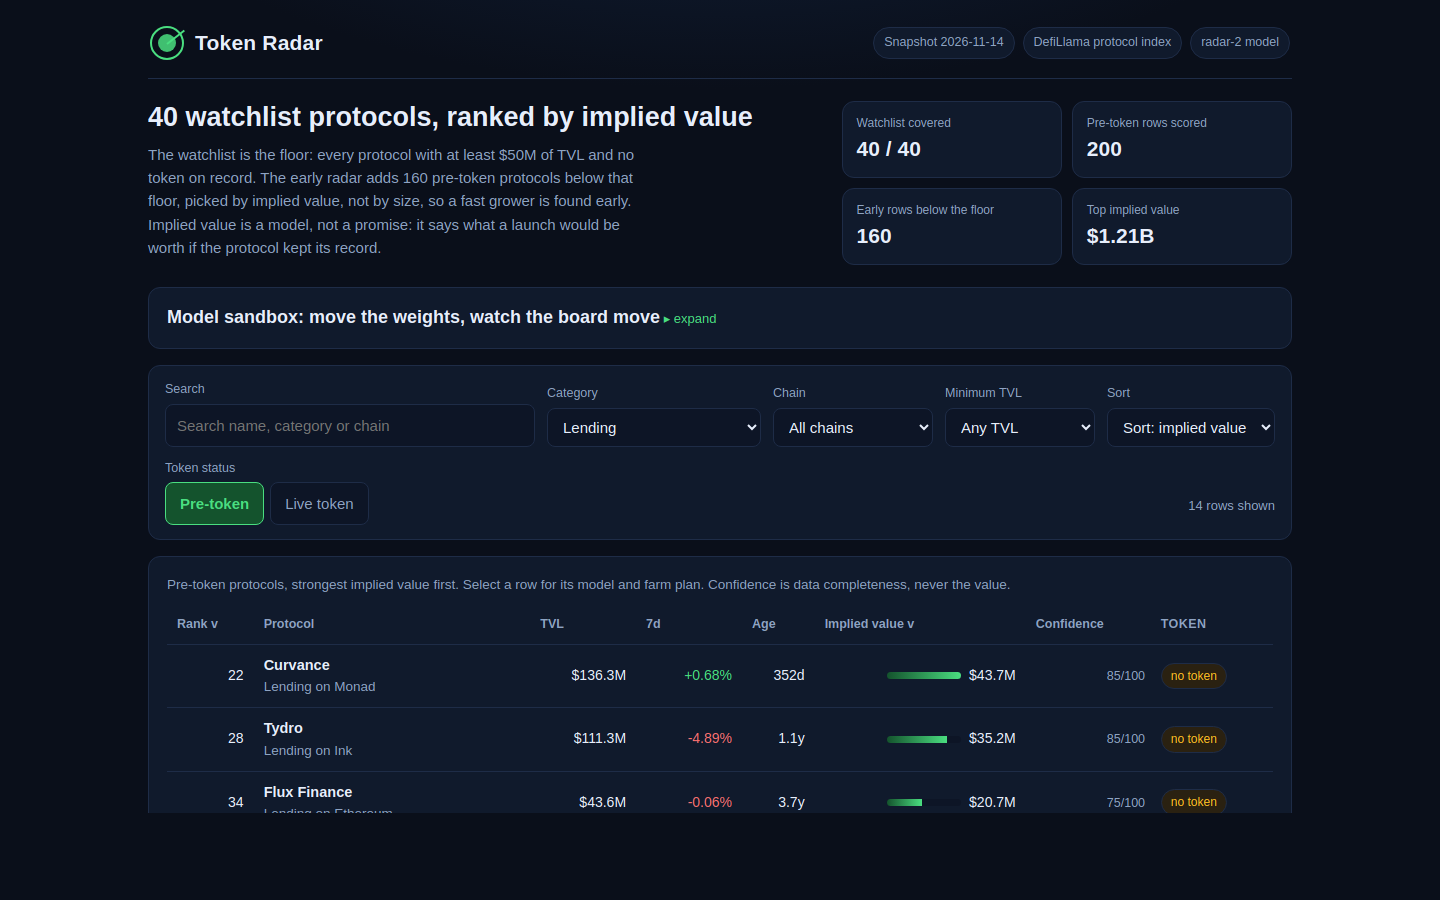 Token Radar
Snapshot 2026-11-14
DefiLlama protocol index
radar-2 model
40 watchlist protocols, ranked by implied value
The watchlist is the floor: every protocol with at least $50M of TVL and no
token on record. The early radar adds 160 pre-token protocols below that
floor, picked by implied value, not by size, so a fast grower is found early.
Implied value is a model, not a promise: it says what a launch would be
worth if the protocol kept its record.
Watchlist covered
40 / 40
Pre-token rows scored
200
Early rows below the floor
160
Top implied value
$1.21B
Model sandbox: move the weights, watch the board move ▸ expand
Search
Search name, category or chain
Category
Lending
Chain
All chains
Minimum TVL
Any TVL
Sort
Sort: implied value
Token status
Pre-token
Live token
14 rows shown
Pre-token protocols, strongest implied value first. Select a row for its model and farm plan. Confidence is data completeness, never the value.
Rank v Protocol TVL 7d Age Implied value v Confidence TOKEN
22 Curvance $136.3M +0.68% 352d $43.7M 85/100 no token
Lending on Monad
28 Tydro $111.3M -4.89% 1.1y $35.2M 85/100 no token
Lending on Ink
34 Flux Finance $43.6M -0.06% 3.7y $20.7M 75/100 no token
Lending on Ethereum